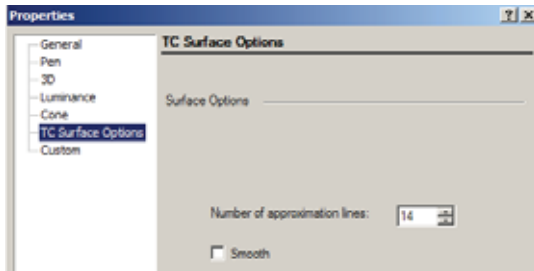 Properties
General
Pen
3D
Luminance
Cone
TC Surface Options
Custom
TC Surface Options
Surface Options
Number of approximation lines: 14
Smooth